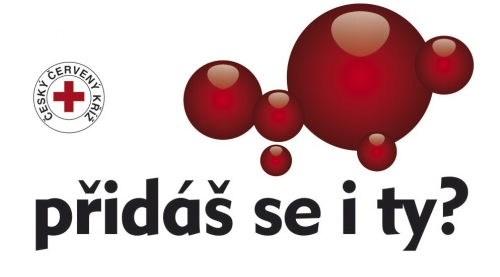 ČESKÝ ČERVENÝ KŘÍŽ
přidáš se i ty?